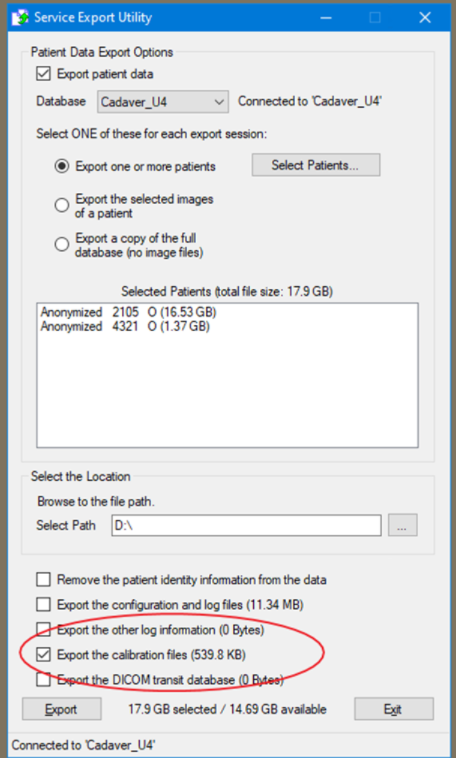 Service Export Utility
Patient Data Export Options
Export patient data
Database Cadaver_U4 Connected to 'Cadaver_U4'
Select ONE of these for each export session:
Export one or more patients Select Patients...
Export the selected images
of a patient
Export a copy of the full
database (no image files)
Selected Patients (total file size: 17.9 GB)
Anonymized 2105 O (16.53 GB)
Anonymized 4321 O (1.37 GB)
Select the Location
Browse to the file path.
Select Path D:\ ...
Remove the patient identity information from the data
Export the configuration and log files (11.34 MB)
Export the other log information (0 Bytes)
Export the calibration files (539.8 KB)
Export the DICOM transit database (0 Bytes)
Export 17.9 GB selected / 14.69 GB available Exit
Connected to 'Cadaver_U4'